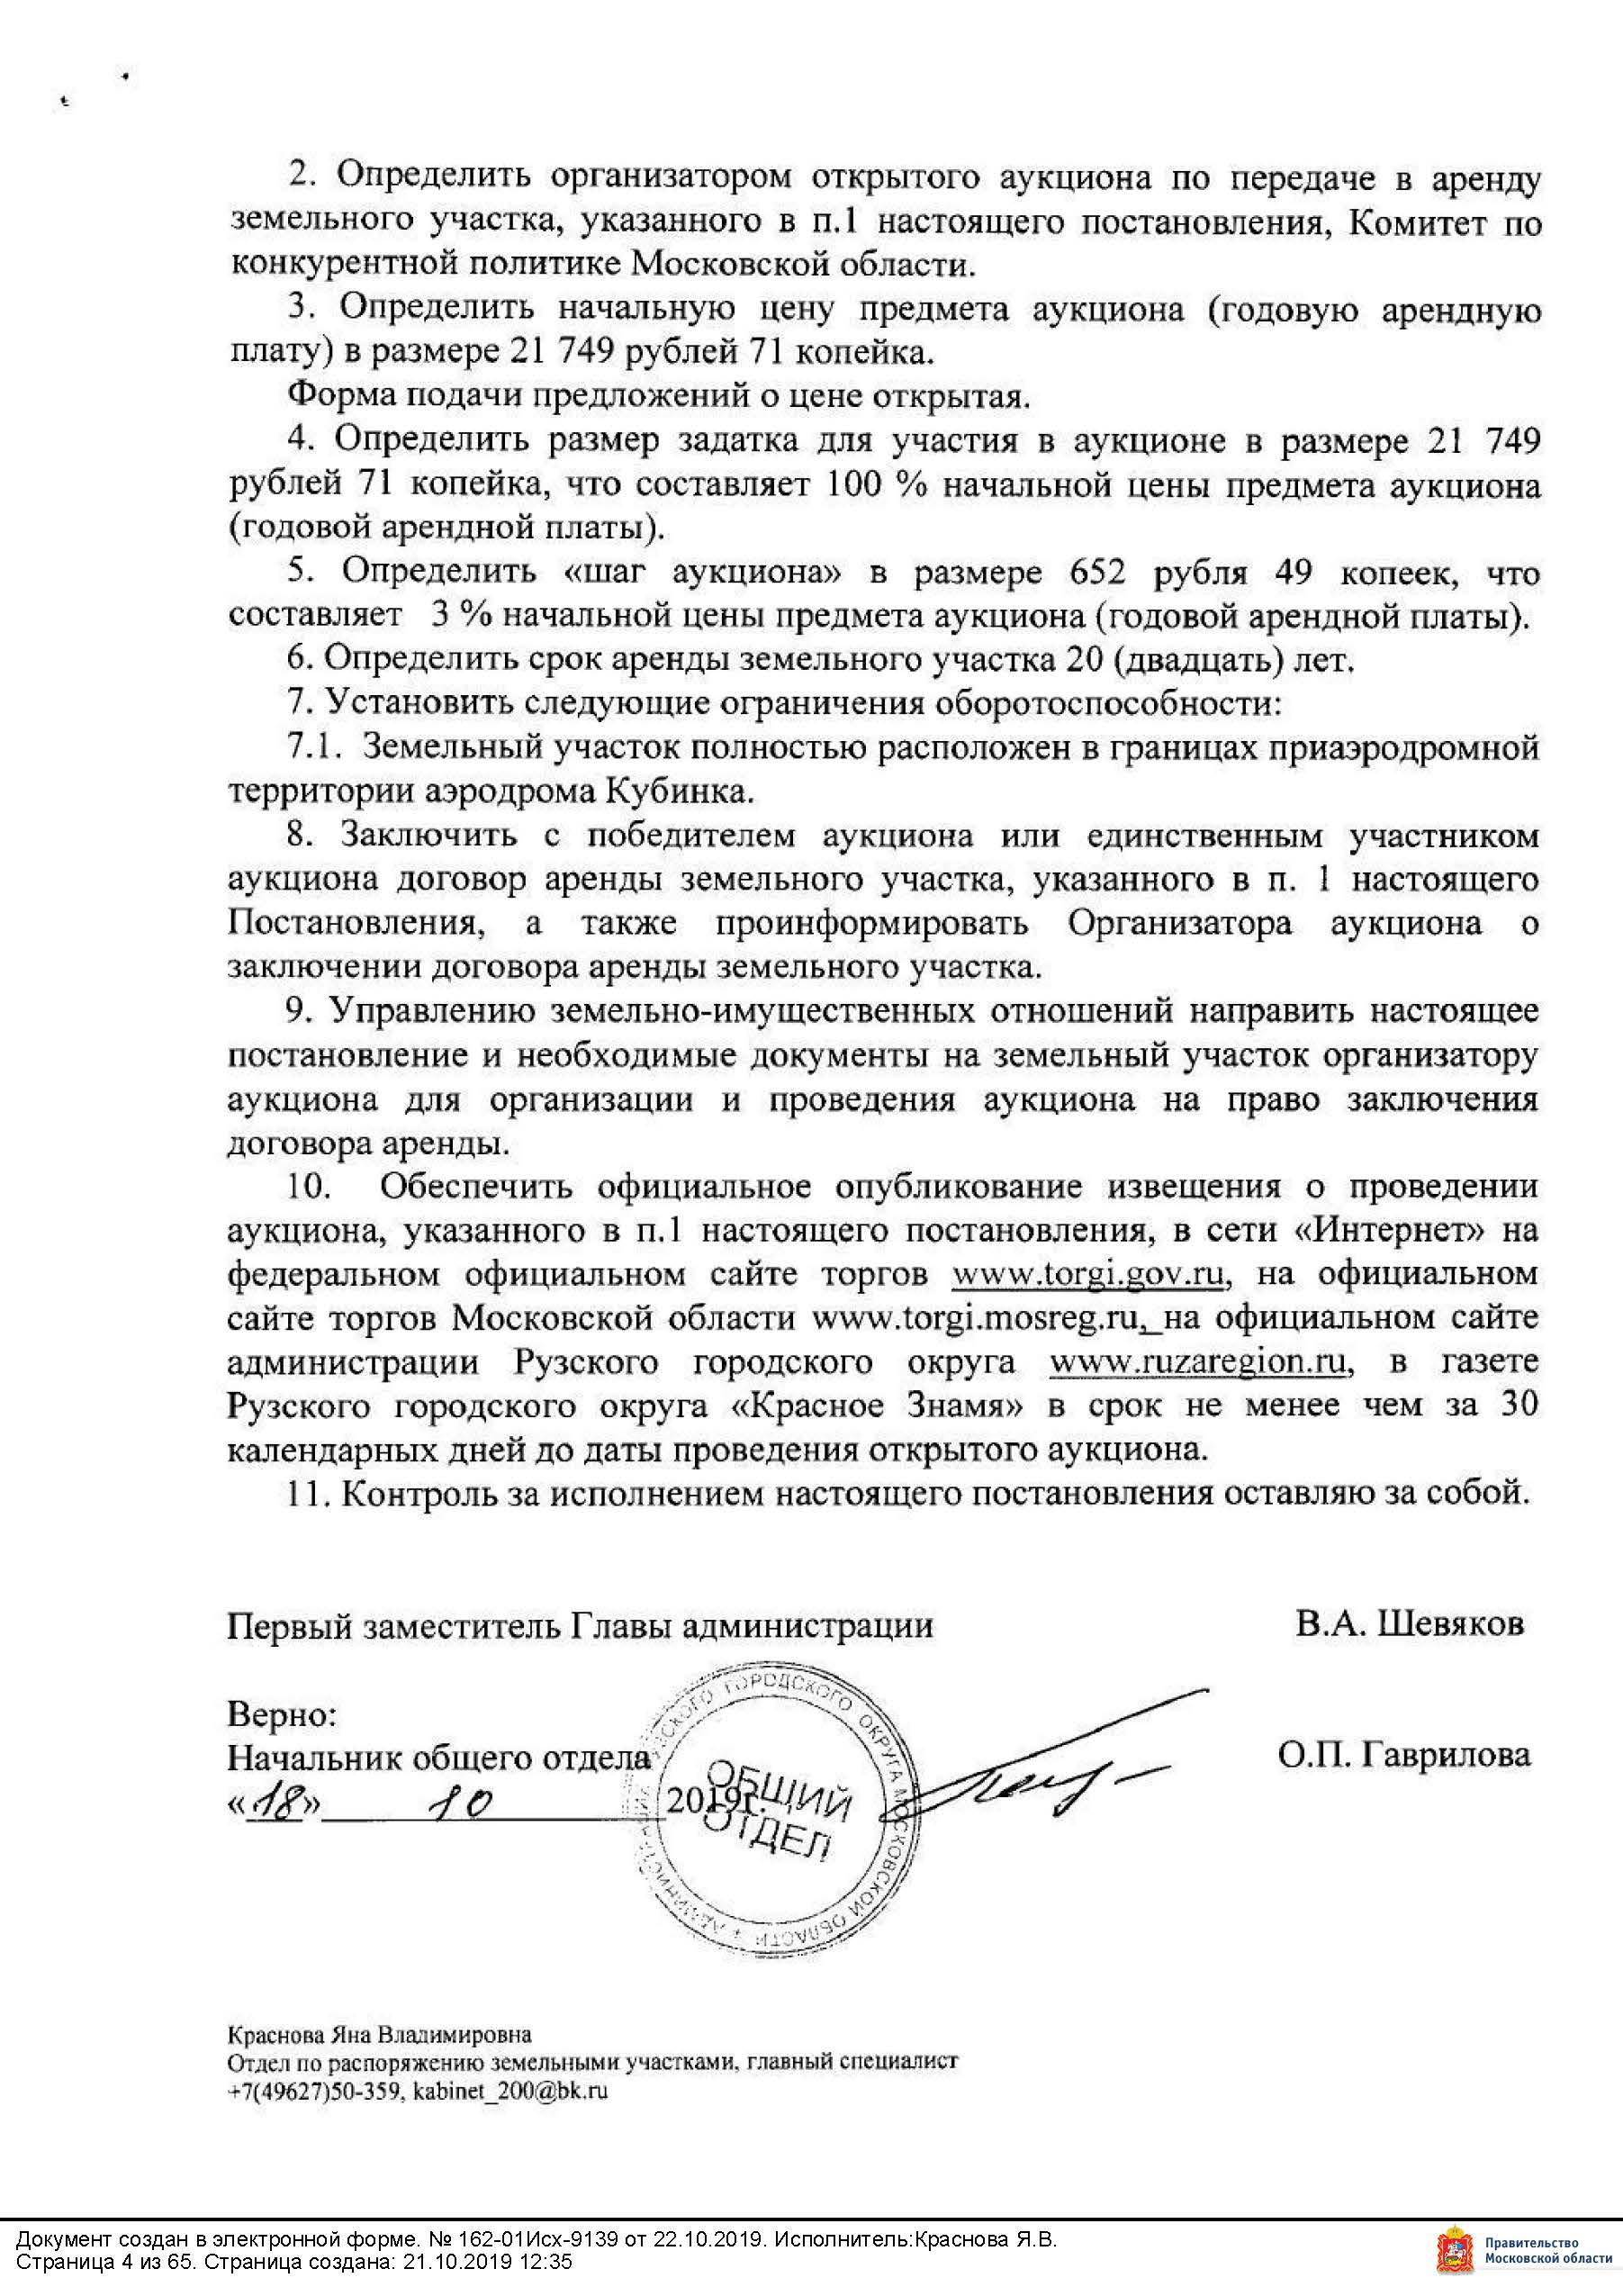 2. Определить организатором открытого аукциона по передаче в аренду
земельного участка, указанного в п.1 настоящего постановления, Комитет по
конкурентной политике Московской области.
3. Определить начальную цену предмета аукциона (годовую арендную
плату) в размере 21 749 рублей 71 копейка.
Форма подачи предложений о цене открытая.
4. Определить размер задатка для участия в аукционе в размере 21 749
рублей 71 копейка, что составляет 100 % начальной цены предмета аукциона
(годовой арендной платы).
5. Определить «шаг аукциона» в размере 652 рубля 49 копеек, что
составляет 3 % начальной цены предмета аукциона (годовой арендной платы).
6. Определить срок аренды земельного участка 20 (двадцать) лет.
7. Установить следующие ограничения оборотоспособности:
7.1. Земельный участок полностью расположен в границах приаэродромной
территории аэродрома Кубинка.
8. Заключить с победителем аукциона или единственным участником
аукциона договор аренды земельного участка, указанного в п. 1 настоящего
Постановления, а также проинформировать Организатора аукциона о
заключении договора аренды земельного участка.
9. Управлению земельно-имущественных отношений направить настоящее
постановление и необходимые документы на земельный участок организатору
аукциона для организации и проведения аукциона на право заключения
договора аренды.
10. Обеспечить официальное опубликование извещения о проведении
аукциона, указанного в п.1 настоящего постановления, в сети «Интернет» на
федеральном официальном сайте торгов www.torgi.gov.ru, на официальном
сайте торгов Московской области www.torgi.mosreg.ru, на официальном сайте
администрации Рузского городского округа www.ruzaregion.ru, в газете
Рузского городского округа «Красное Знамя» в срок не менее чем за 30
календарных дней до даты проведения открытого аукциона.
11. Контроль за исполнением настоящего постановления оставляю за собой.
Первый заместитель Главы администрации В.А. Шевяков
Верно:
Начальник общего отдела О.П. Гаврилова
«18» 10 2019г.
ГОРОДСКОГО ОКРУГА МОСКОВСКОЙ ОБЛАСТИ
ОБЩИЙ
ОТДЕЛ
Краснова Яна Владимировна
Отдел по распоряжению земельными участками, главный специалист
+7(49627)50-359, kabinet_200@bk.ru
Документ создан в электронной форме. № 162-01Исх-9139 от 22.10.2019. Исполнитель:Краснова Я.В.
Страница 4 из 65. Страница создана: 21.10.2019 12:35
Правительство
Московской области